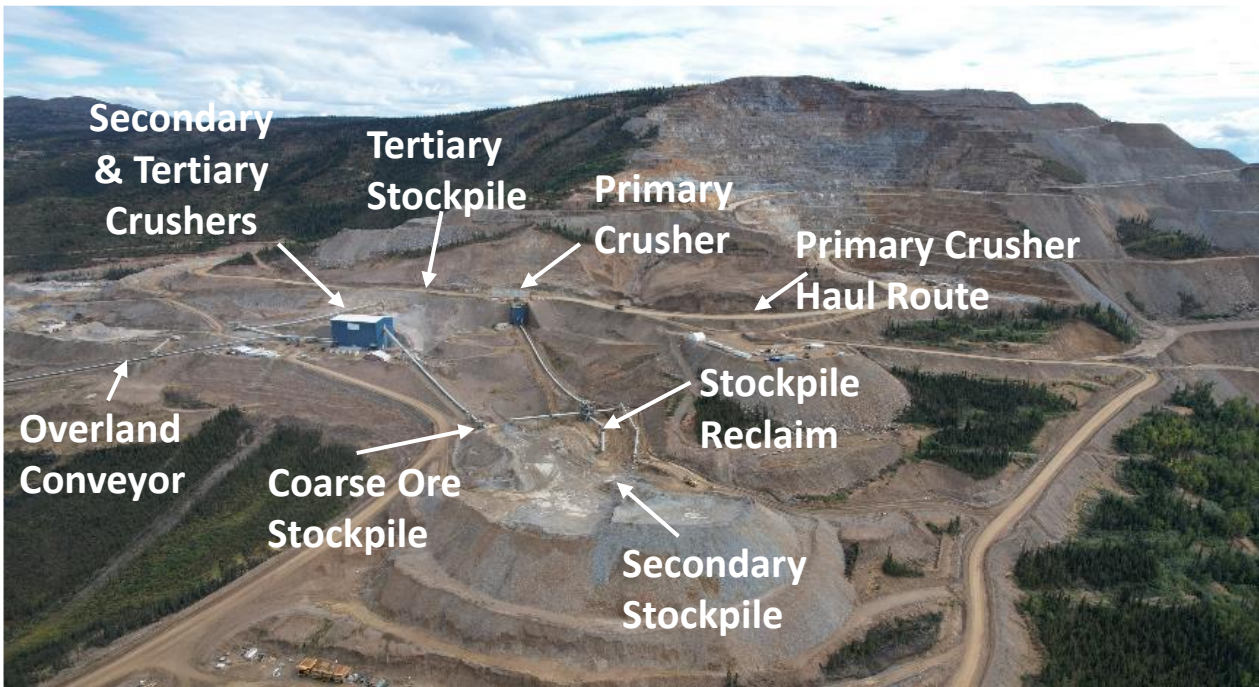 Secondary
& Tertiary
Crushers
Tertiary
Stockpile
Primary
Crusher
Primary Crusher
Haul Route
Overland
Conveyor
Coarse Ore
Stockpile
Stockpile
Reclaim
Secondary
Stockpile